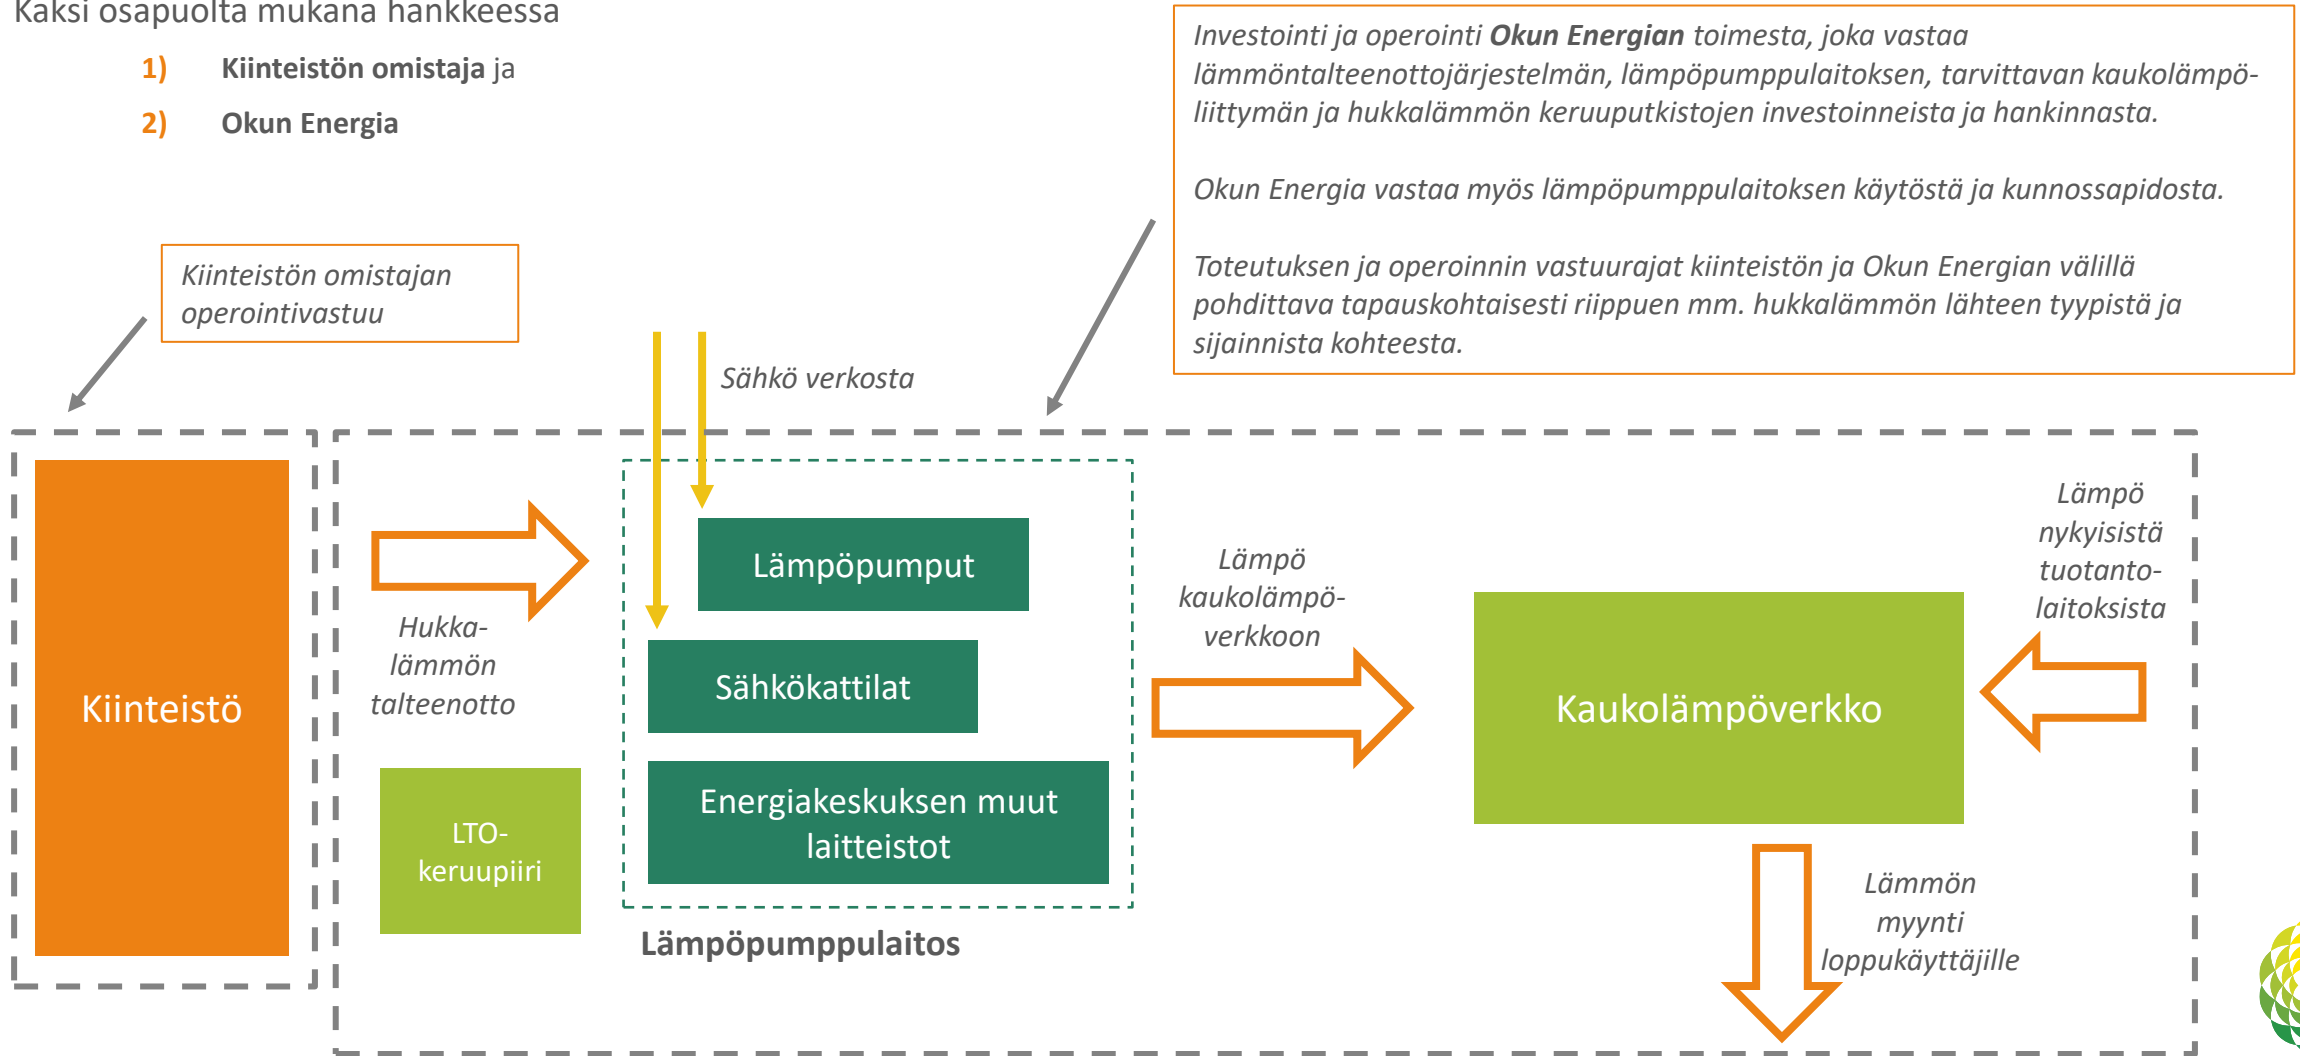 Kaksi osapuolta mukana hankkeessa
1) Kiinteistön omistaja ja
2) Okun Energia
Investointi ja operointi Okun Energian toimesta, joka vastaa
lämmöntalteenottojärjestelmän, lämpöpumppulaitoksen, tarvittavan kaukolämpö-
liittymän ja hukkalämmön keruuputkistojen investoinneista ja hankinnasta.
Okun Energia vastaa myös lämpöpumppulaitoksen käytöstä ja kunnossapidosta.
Toteutuksen ja operoinnin vastuurajat kiinteistön ja Okun Energian välillä
pohdittava tapauskohtaisesti riippuen mm. hukkalämmön lähteen tyypistä ja
sijainnista kohteesta.
Kiinteistön omistajan
operointivastuu
Sähkö verkosta
Kiinteistö
Hukka-
lämmön
talteenotto
LTO-
keruupiiri
Lämpöpumput
Sähkökattilat
Energiakeskuksen muut
laitteistot
Lämpöpumppulaitos
Lämpö
kaukolämpö-
verkkoon
Kaukolämpöverkko
Lämpö
nykyisistä
tuotanto-
laitoksista
Lämmön
myynti
loppukäyttäjille